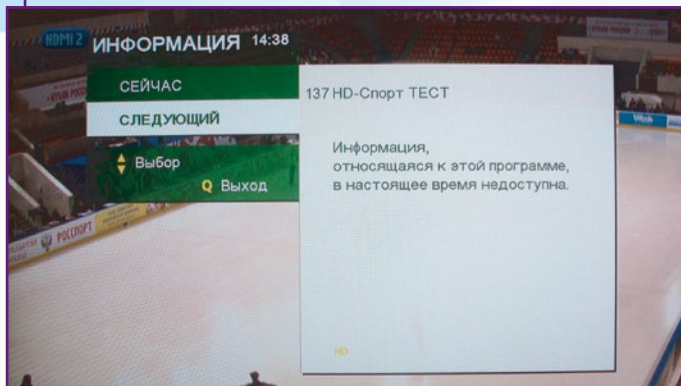 HDMI 2
ИНФОРМАЦИЯ 14:38
СЕЙЧАС
СЛЕДУЮЩИЙ
Выбор
Q Выход
137 HD-Спорт ТЕСТ
Информация,
относящаяся к этой программе,
в настоящее время недоступна.
HD
РОССПОРТ